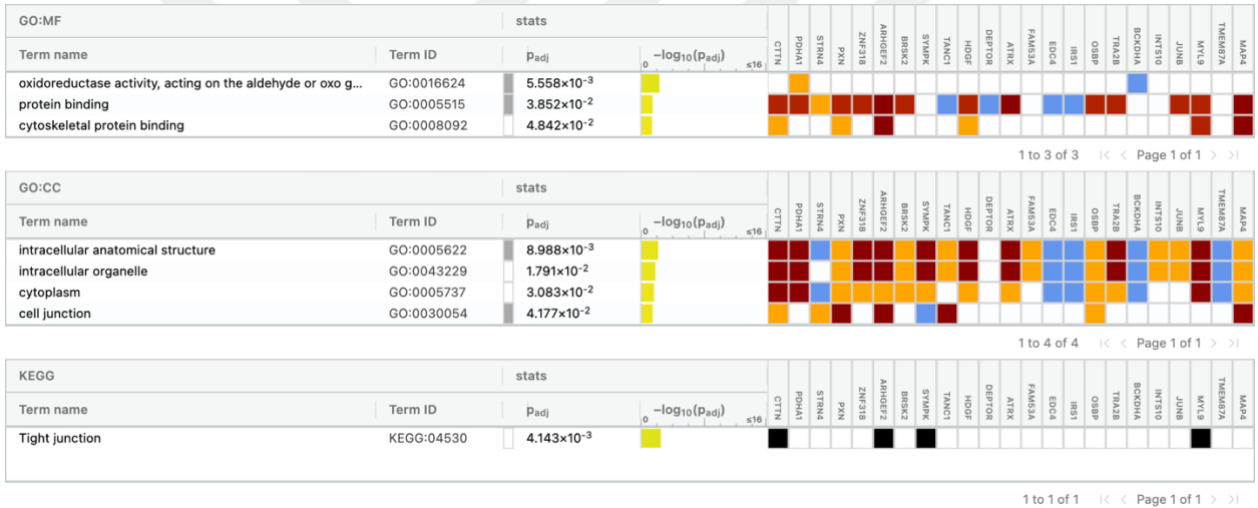 GO:MF stats
Term name Term ID Padj −log10(Padj) 0 ≤16 CTTN PDHA1 STRN4 PXN ZNF318 ARHGEF2 BRSK2 SYMPK TANC1 HDGF DEPTOR ATRX FAM53A EDC4 IRS1 OSBP TRA2B BCKDHA INTS10 JUNB MYL9 TMEM87A MAP4
oxidoreductase activity, acting on the aldehyde or oxo g... GO:0016624 5.558×10-3
protein binding GO:0005515 3.852×10-2
cytoskeletal protein binding GO:0008092 4.842×10-2
1 to 3 of 3 |< < Page 1 of 1 > >|
GO:CC stats
Term name Term ID Padj −log10(Padj) 0 ≤16 CTTN PDHA1 STRN4 PXN ZNF318 ARHGEF2 BRSK2 SYMPK TANC1 HDGF DEPTOR ATRX FAM53A EDC4 IRS1 OSBP TRA2B BCKDHA INTS10 JUNB MYL9 TMEM87A MAP4
intracellular anatomical structure GO:0005622 8.988×10-3
intracellular organelle GO:0043229 1.791×10-2
cytoplasm GO:0005737 3.083×10-2
cell junction GO:0030054 4.177×10-2
1 to 4 of 4 |< < Page 1 of 1 > >|
KEGG stats
Term name Term ID Padj −log10(Padj) 0 ≤16 CTTN PDHA1 STRN4 PXN ZNF318 ARHGEF2 BRSK2 SYMPK TANC1 HDGF DEPTOR ATRX FAM53A EDC4 IRS1 OSBP TRA2B BCKDHA INTS10 JUNB MYL9 TMEM87A MAP4
Tight junction KEGG:04530 4.143×10-3
1 to 1 of 1 |< < Page 1 of 1 > >|